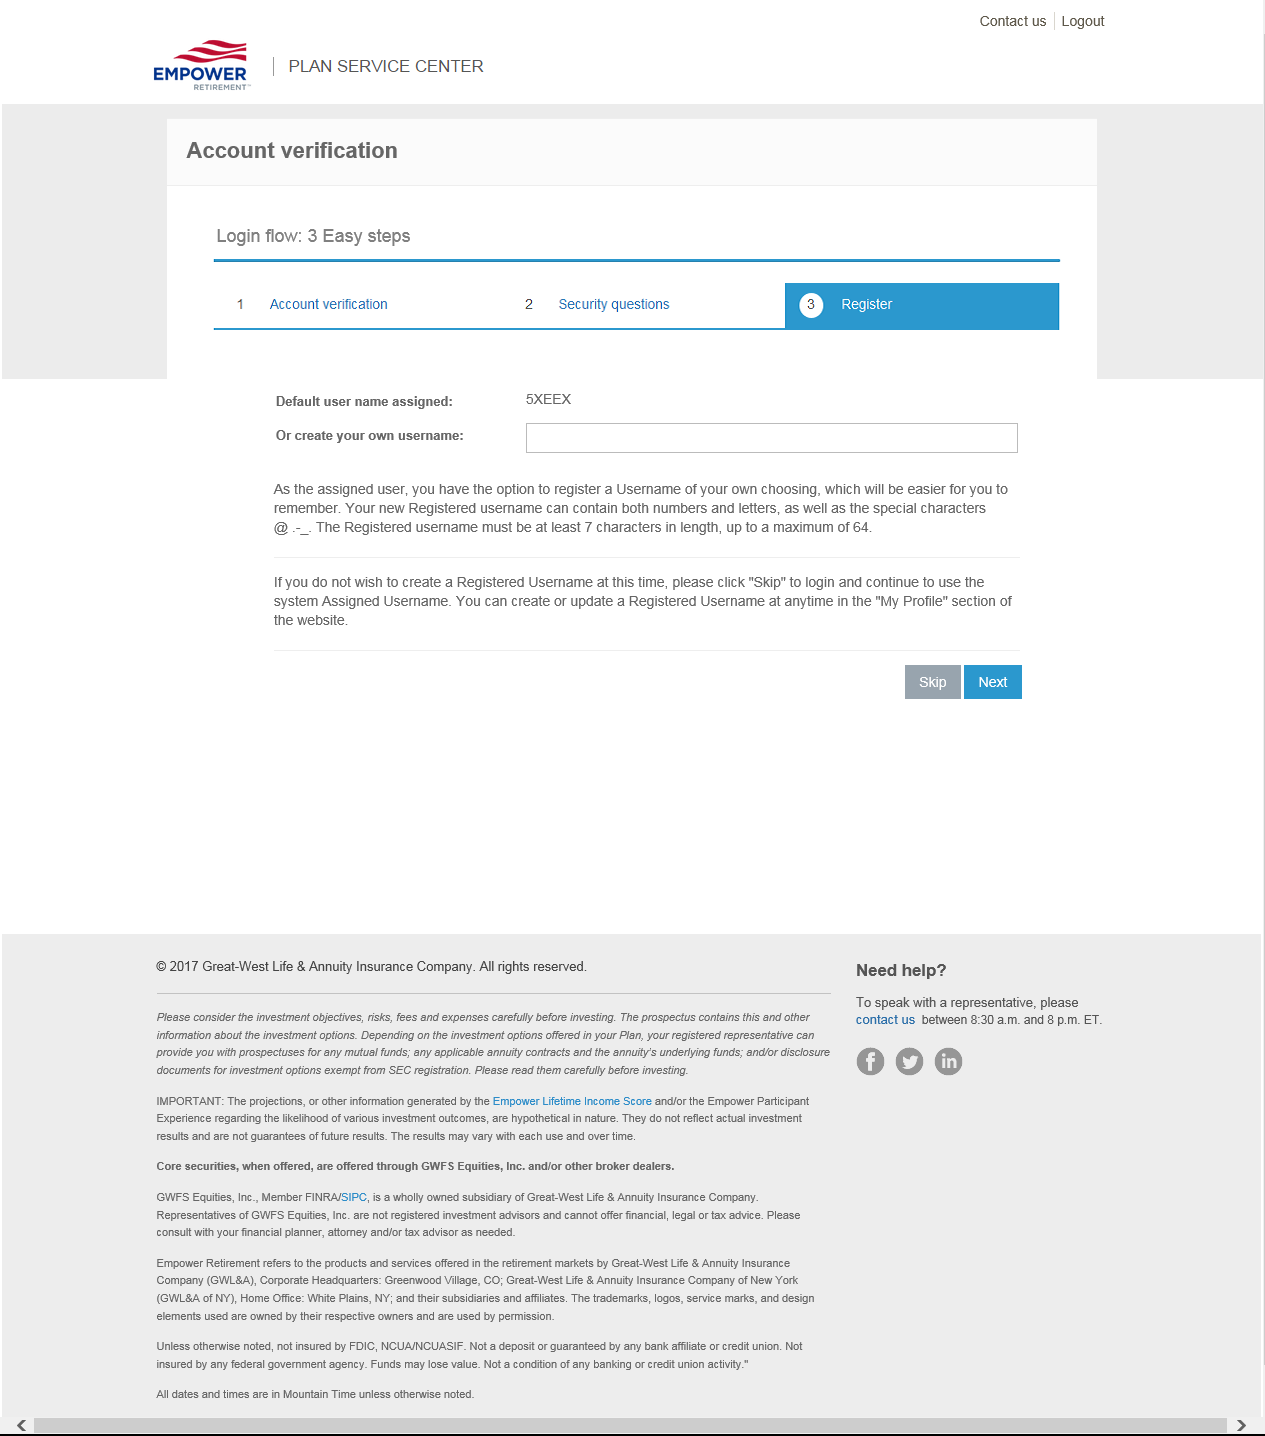 Contact us
Logout
EMPOWER
RETIREMENT™
PLAN SERVICE CENTER
Account verification
Login flow: 3 Easy steps
1 Account verification
2 Security questions
3 Register
Default user name assigned: 5XEEX
Or create your own username:
As the assigned user, you have the option to register a Username of your own choosing, which will be easier for you to
remember. Your new Registered username can contain both numbers and letters, as well as the special characters
@ .-_. The Registered username must be at least 7 characters in length, up to a maximum of 64.
If you do not wish to create a Registered Username at this time, please click "Skip" to login and continue to use the
system Assigned Username. You can create or update a Registered Username at anytime in the "My Profile" section of
the website.
Skip
Next
© 2017 Great-West Life & Annuity Insurance Company. All rights reserved.
Please consider the investment objectives, risks, fees and expenses carefully before investing. The prospectus contains this and other
information about the investment options. Depending on the investment options offered in your Plan, your registered representative can
provide you with prospectuses for any mutual funds; any applicable annuity contracts and the annuity's underlying funds; and/or disclosure
documents for investment options exempt from SEC registration. Please read them carefully before investing.
IMPORTANT: The projections, or other information generated by the Empower Lifetime Income Score and/or the Empower Participant
Experience regarding the likelihood of various investment outcomes, are hypothetical in nature. They do not reflect actual investment
results and are not guarantees of future results. The results may vary with each use and over time.
Core securities, when offered, are offered through GWFS Equities, Inc. and/or other broker dealers.
GWFS Equities, Inc., Member FINRA/SIPC, is a wholly owned subsidiary of Great-West Life & Annuity Insurance Company.
Representatives of GWFS Equities, Inc. are not registered investment advisors and cannot offer financial, legal or tax advice. Please
consult with your financial planner, attorney and/or tax advisor as needed.
Empower Retirement refers to the products and services offered in the retirement markets by Great-West Life & Annuity Insurance
Company (GWL&A), Corporate Headquarters: Greenwood Village, CO; Great-West Life & Annuity Insurance Company of New York
(GWL&A of NY), Home Office: White Plains, NY; and their subsidiaries and affiliates. The trademarks, logos, service marks, and design
elements used are owned by their respective owners and are used by permission.
Unless otherwise noted, not insured by FDIC, NCUA/NCUASIF. Not a deposit or guaranteed by any bank affiliate or credit union. Not
insured by any federal government agency. Funds may lose value. Not a condition of any banking or credit union activity."
All dates and times are in Mountain Time unless otherwise noted.
Need help?
To speak with a representative, please
contact us between 8:30 a.m. and 8 p.m. ET.
f
in